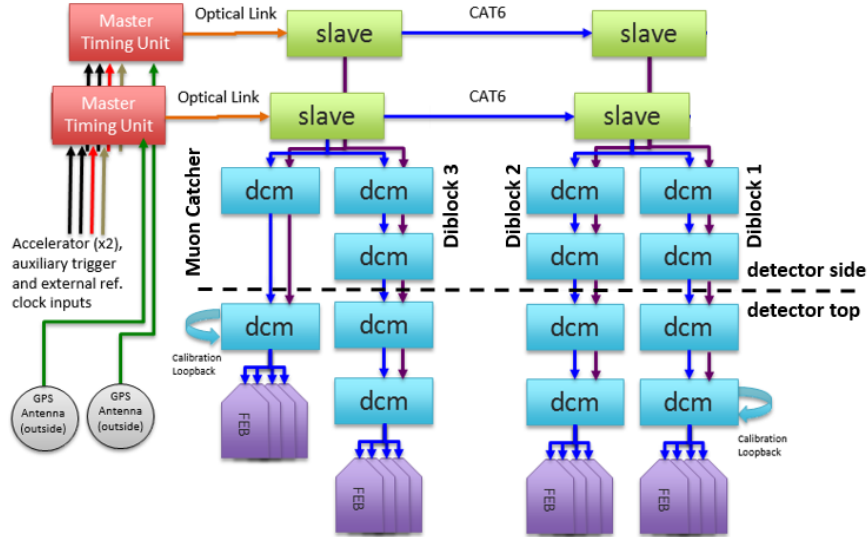 Master
Timing Unit
Optical Link
slave
CAT6
slave
Master
Timing Unit
Optical Link
slave
CAT6
slave
Muon Catcher
dcm
dcm
Diblock 3
Diblock 2
dcm
dcm
Diblock 1
dcm
dcm
dcm
Accelerator (x2),
auxiliary trigger
and external ref.
clock inputs
detector side
detector top
dcm
dcm
dcm
dcm
Calibration
Loopback
GPS
Antenna
(outside)
GPS
Antenna
(outside)
FEB
dcm
dcm
dcm
Calibration
Loopback
FEB
FEB
FEB